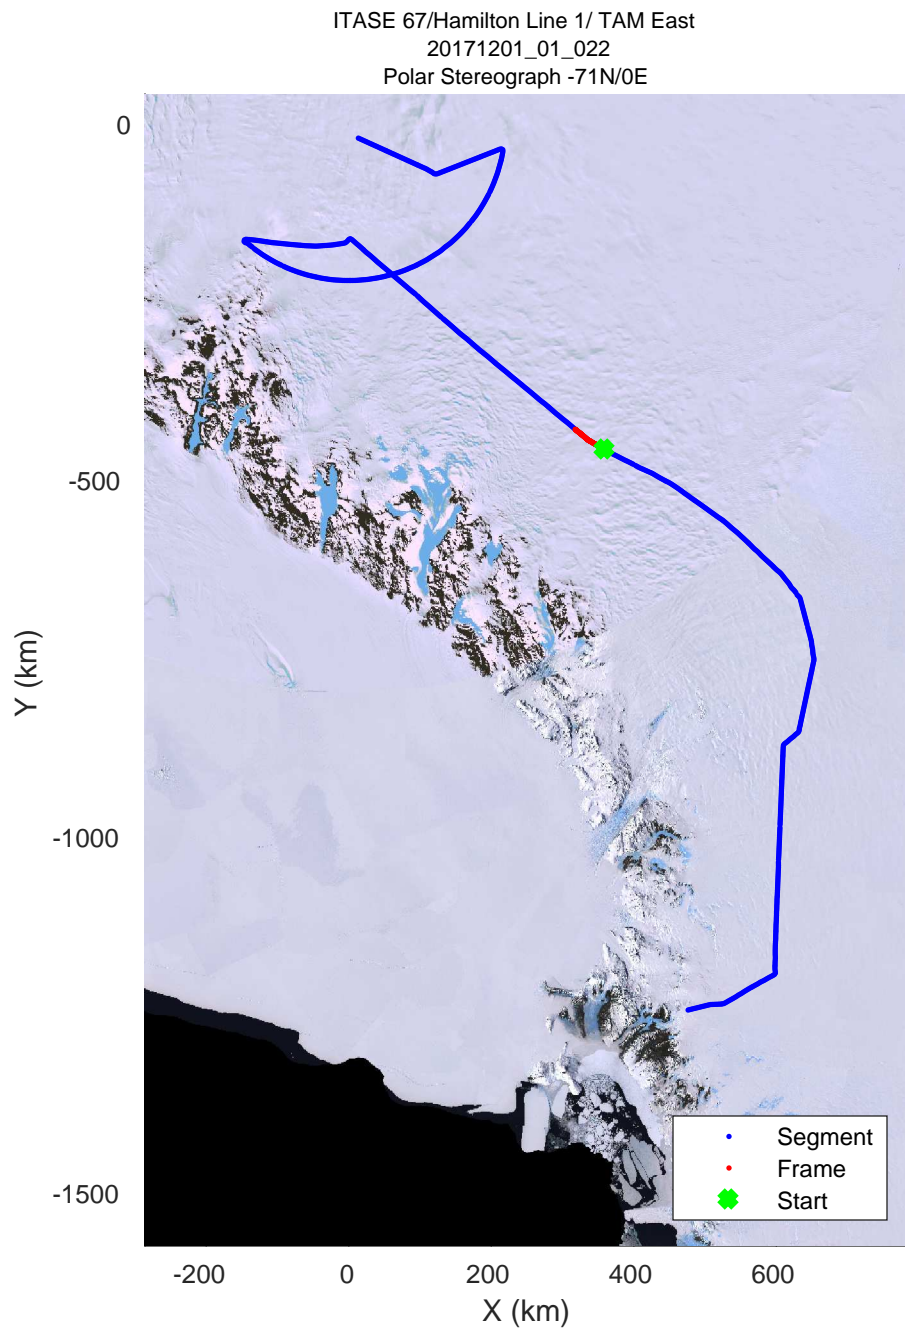 ITASE 67/Hamilton Line 1/ TAM East
20171201_01_022
Polar Stereograph -71N/0E
0
-500
-1000
-1500
Y (km)
-200
0
200
400
600
X (km)
Segment
Frame
Start